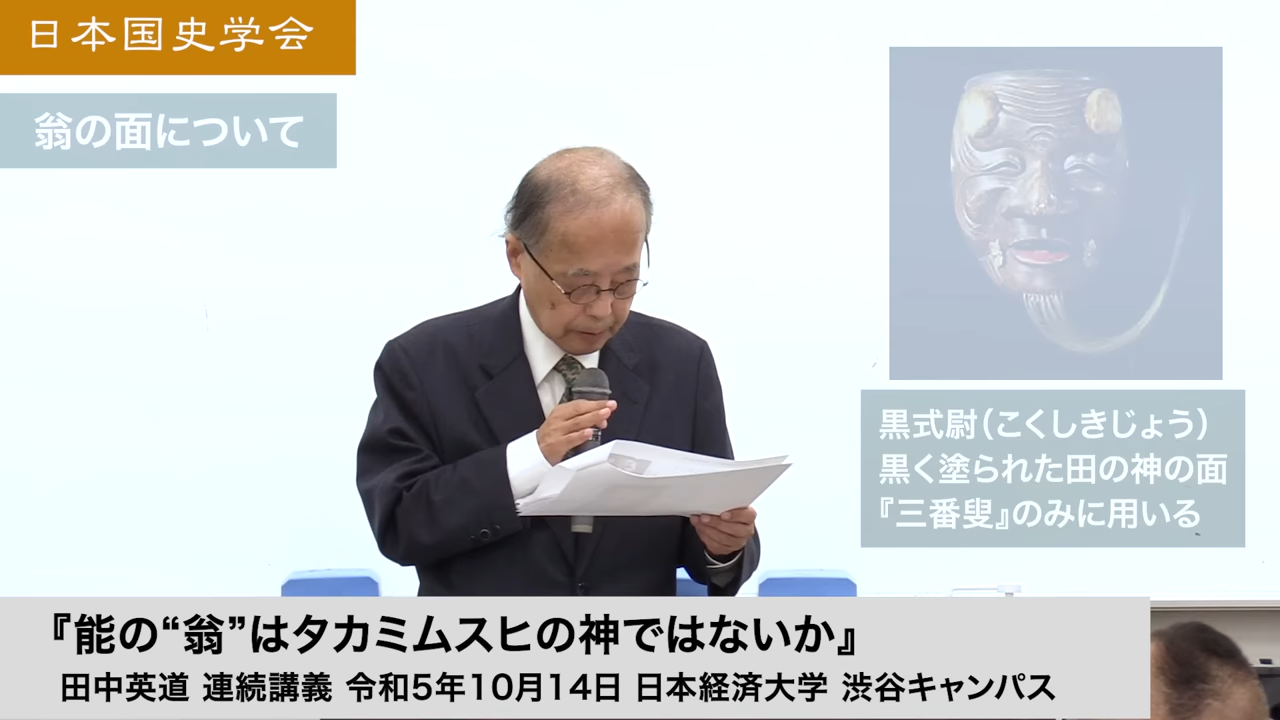 日本国史学会
翁の面について
黒式尉（こくしきじょう）
黒く塗られた田の神の面
『三番叟』のみに用いる
『能の“翁”はタカミムスヒの神ではないか』
田中英道 連続講義 令和5年10月14日 日本経済大学 渋谷キャンパス